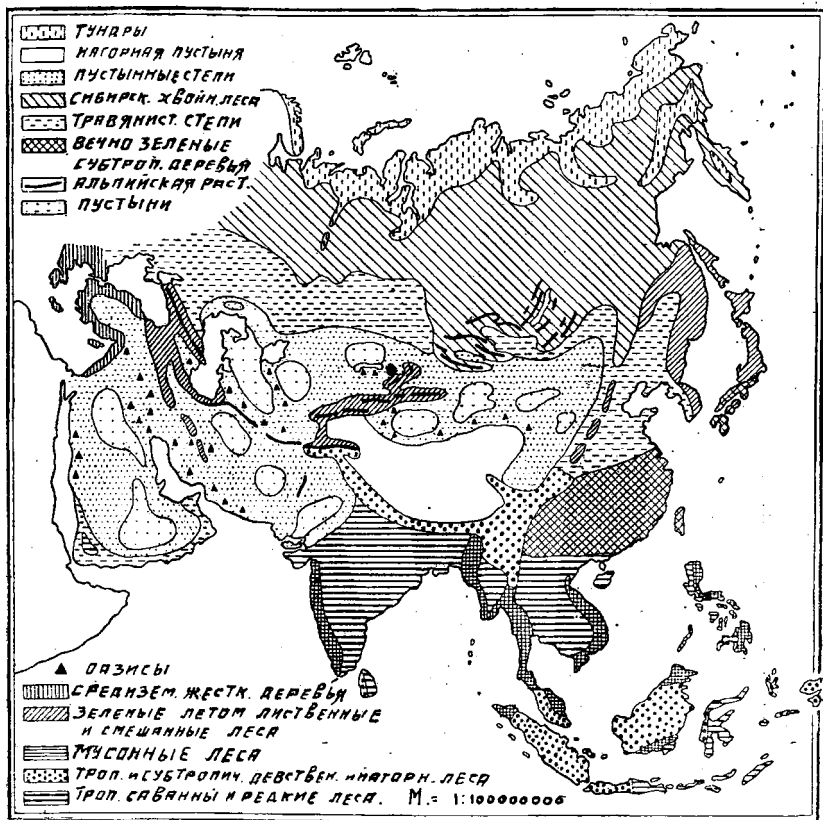 ТУНДРЫ
НАГОРНАЯ ПУСТЫНЯ
ПУСТЫННЫЕ СТЕПИ
СИБИРСК. ХВОЙН. ЛЕСА
ТРАВЯНИСТ. СТЕПИ
ВЕЧНО ЗЕЛЕНЫЕ
СУБТРОП. ДЕРЕВЬЯ
АЛЬПИЙСКАЯ РАСТ.
ПУСТЫНИ
ОАЗИСЫ
СРЕДИЗЕМ. ЖЕСТК. ДЕРЕВЬЯ
ЗЕЛЕНЫЕ ЛЕТОМ ЛИСТВЕННЫЕ
И СМЕШАННЫЕ ЛЕСА
МУСОННЫЕ ЛЕСА
ТРОП. И СУБТРОПИЧ. ДЕВСТВЕН. И НАГОРН. ЛЕСА
ТРОП. САВАННЫ И РЕДКИЕ ЛЕСА. М.= 1:100000000